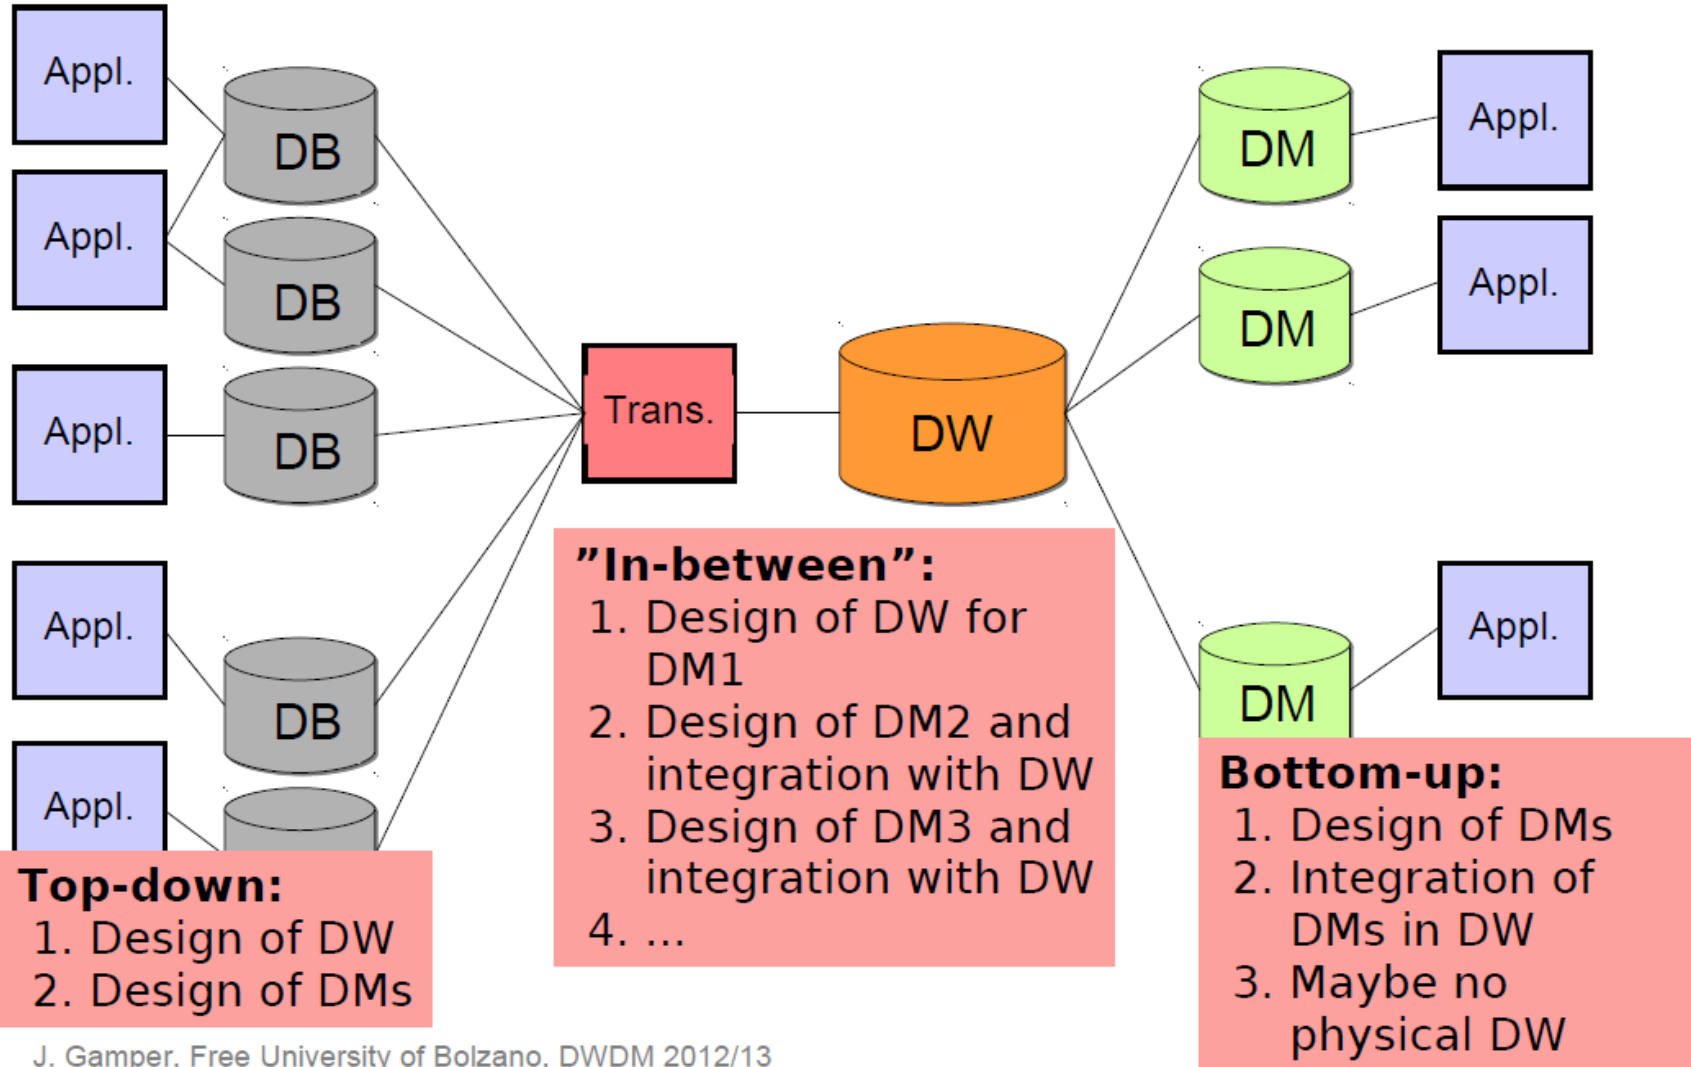 Appl.
DB
DM
Appl.
Appl.
DB
DM
Appl.
Appl.
DB
Trans.
DW
Appl.
DB
DM
Appl.
Appl.
”In-between”:
1. Design of DW for
DM1
2. Design of DM2 and
integration with DW
3. Design of DM3 and
integration with DW
4. ...
Top-down:
1. Design of DW
2. Design of DMs
Bottom-up:
1. Design of DMs
2. Integration of
DMs in DW
3. Maybe no
physical DW
J. Gamper, Free University of Bolzano, DWDM 2012/13